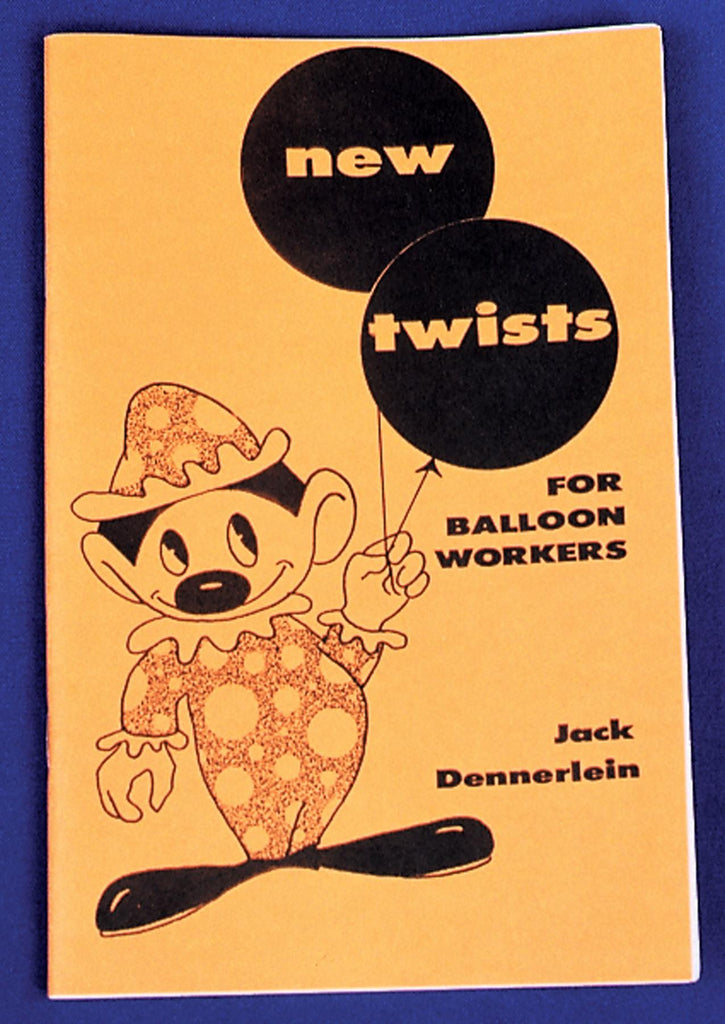 new
twists
FOR
BALLOON
WORKERS
Jack
Dennerlein